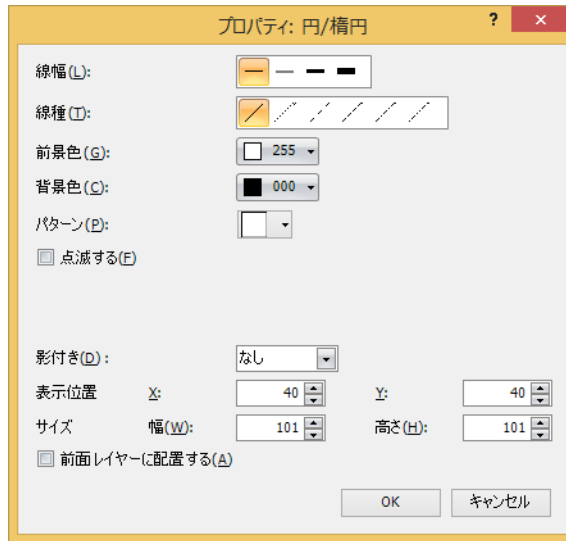 プロパティ: 円/楕円 ?
線幅(L):
線種(T):
前景色(G): 255
背景色(C): 000
パターン(P):
点滅する(F)
影付き(D): なし
表示位置 X: 40 Y: 40
サイズ 幅(W): 101 高さ(H): 101
前面レイヤーに配置する(A)
OK キャンセル